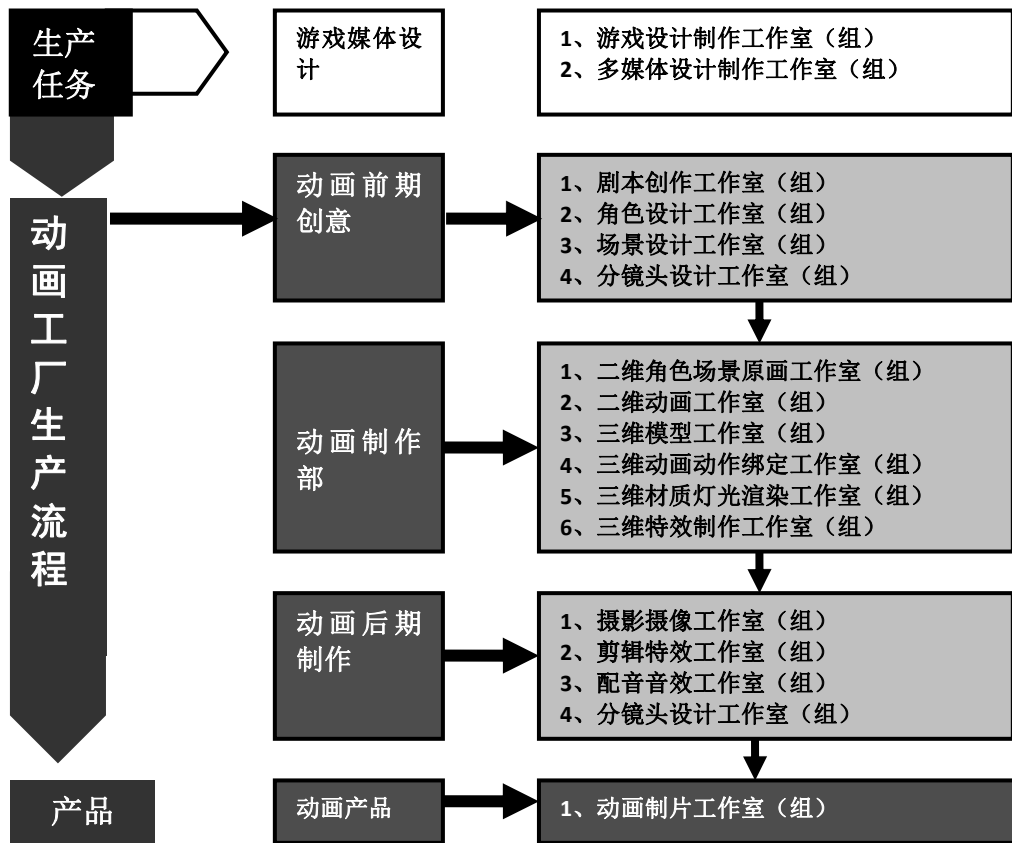 生产
任务
游戏媒体设
计
1、游戏设计制作工作室（组）
2、多媒体设计制作工作室（组）
动画工厂生产流程
动画前期
创意
1、剧本创作工作室（组）
2、角色设计工作室（组）
3、场景设计工作室（组）
4、分镜头设计工作室（组）
动画制作
部
1、二维角色场景原画工作室（组）
2、二维动画工作室（组）
3、三维模型工作室（组）
4、三维动画动作绑定工作室（组）
5、三维材质灯光渲染工作室（组）
6、三维特效制作工作室（组）
动画后期
制作
1、摄影摄像工作室（组）
2、剪辑特效工作室（组）
3、配音音效工作室（组）
4、分镜头设计工作室（组）
产品
动画产品
1、动画制片工作室（组）